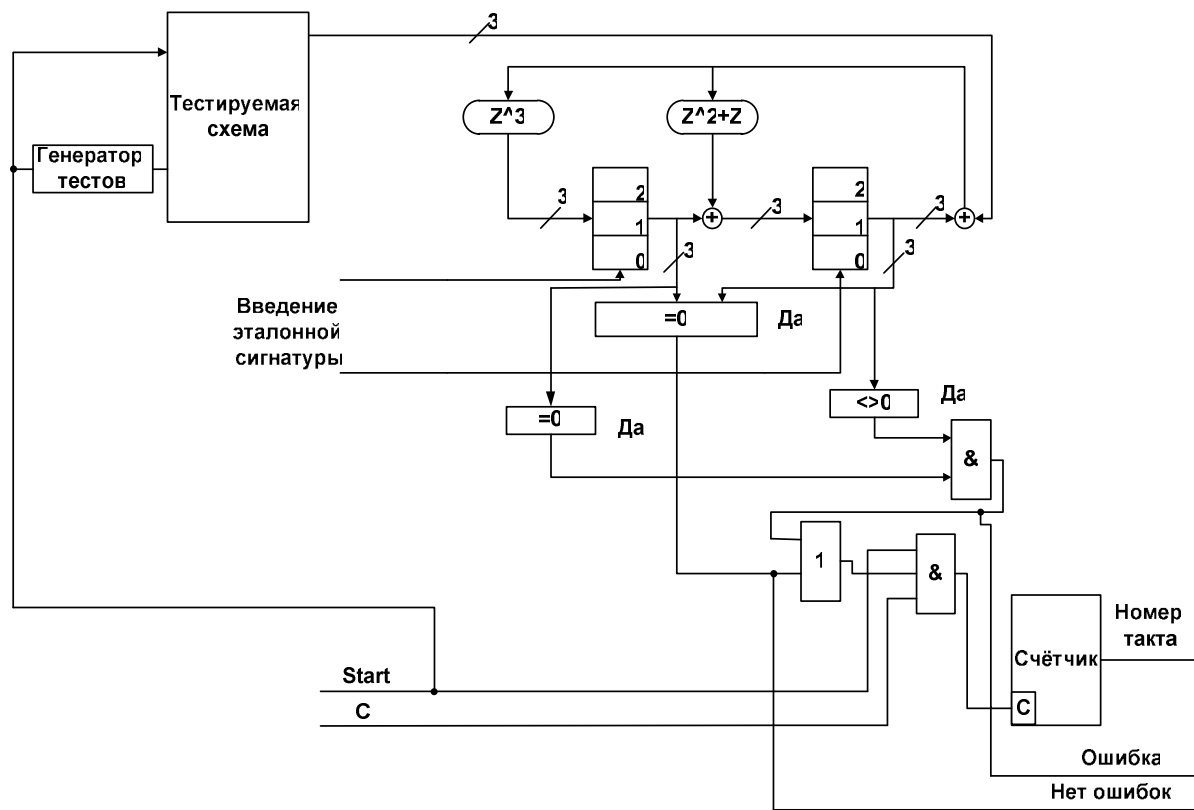 3
Тестируемая
схема
Z^3
Z^2+Z
Генератор
тестов
2
1
0
3
+
3
2
1
0
3
+
3
3
Введение
эталонной
сигнатуры
=0
Да
=0
Да
<>0
Да
&
1
&
Start
C
Счётчик
C
Номер
такта
Ошибка
Нет ошибок